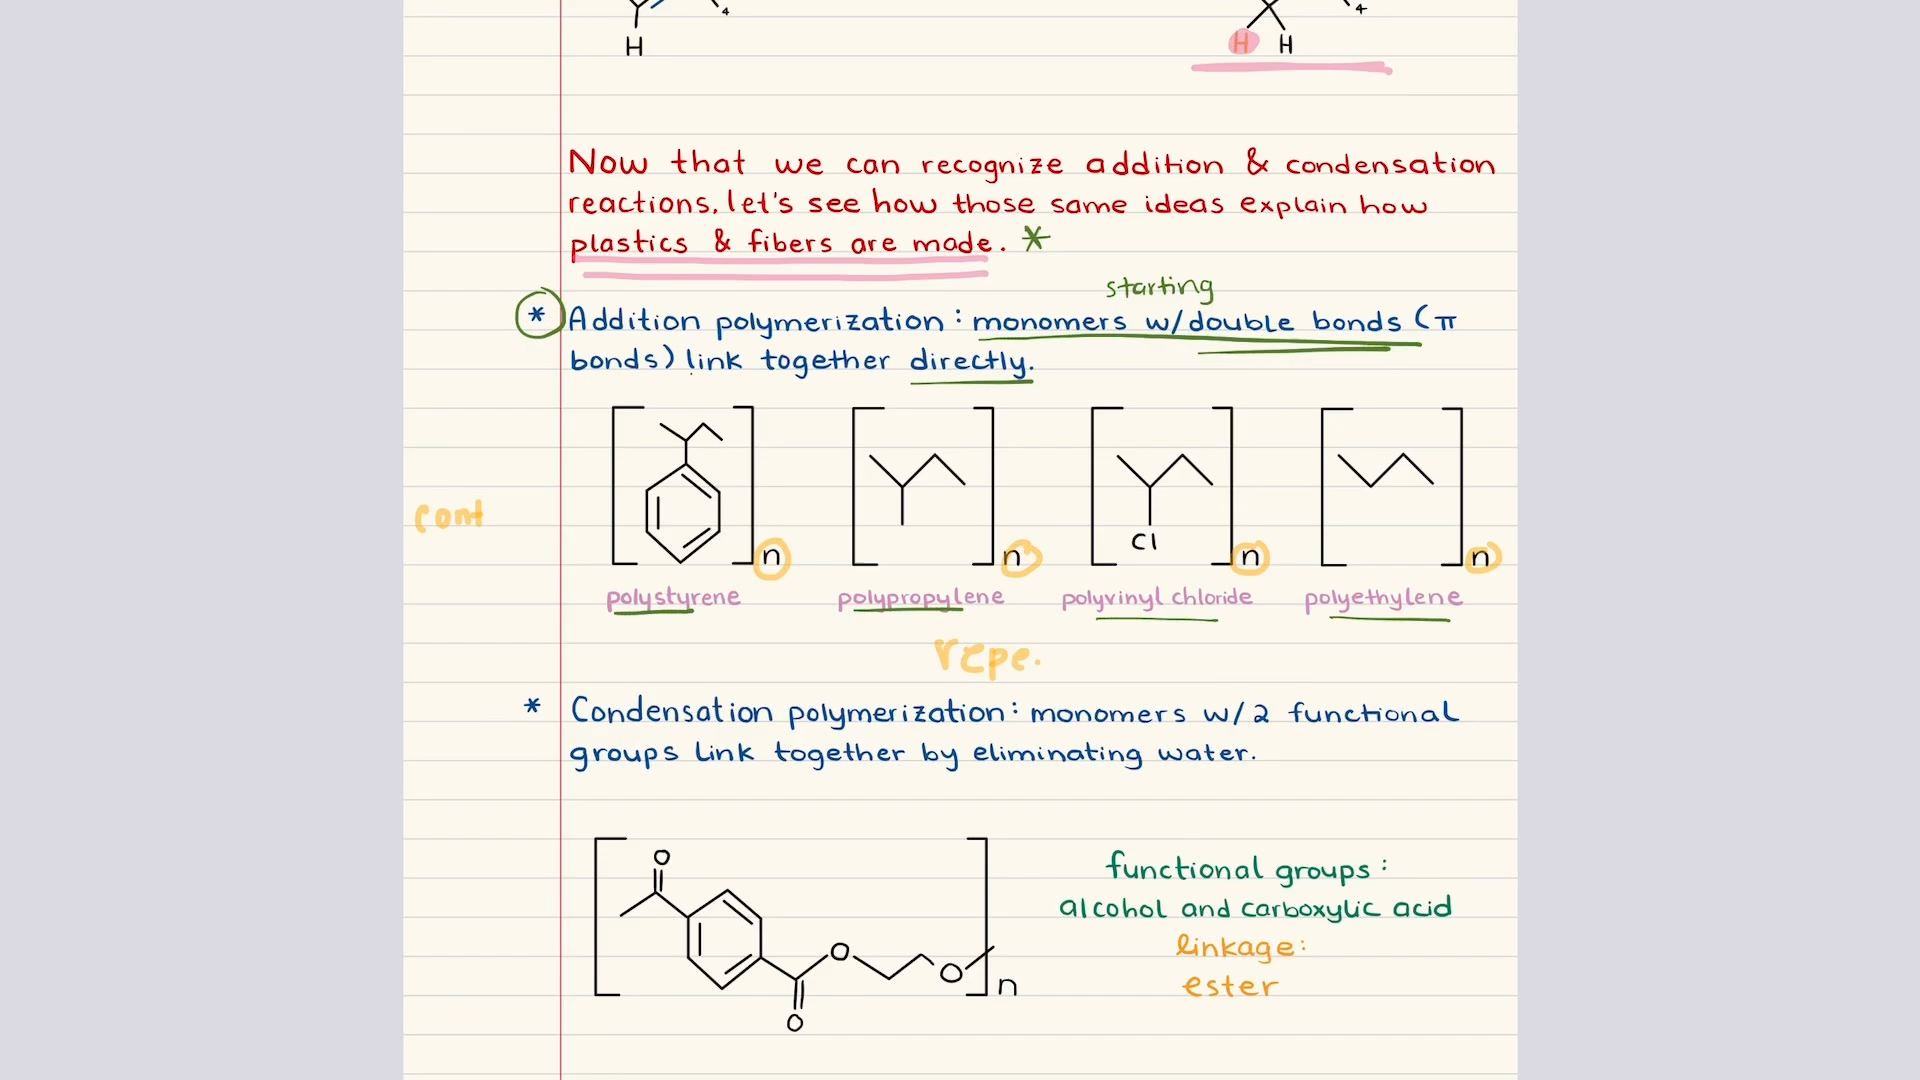 4
4
H
H H
Now that we can recognize addition & condensation
reactions, let's see how those same ideas explain how
plastics & fibers are made. *
starting
* Addition polymerization: monomers w/double bonds (π
bonds) link together directly.
Cl
n n n n
cont
polystyrene polypropylene polyvinyl chloride polyethylene
repe.
* Condensation polymerization: monomers w/2 functional
groups link together by eliminating water.
O
O
O
O
n
functional groups:
alcohol and carboxylic acid
linkage:
ester